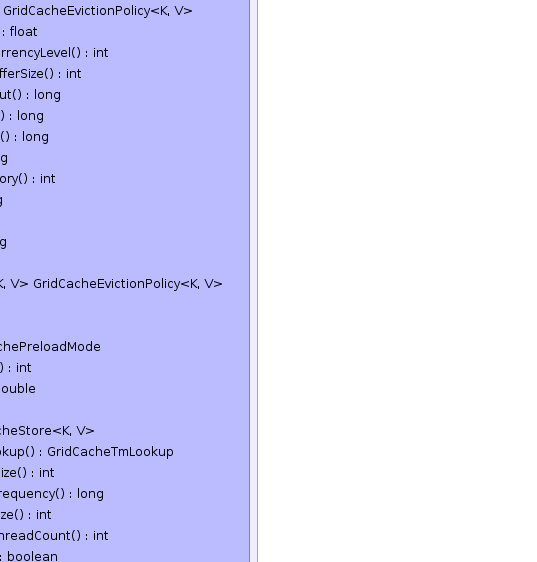 GridCacheEvictionPolicy<K, V>
: float
rrencyLevel() : int
fferSize() : int
ut() : long
) : long
() : long
g
ory() : int
g
g
K, V> GridCacheEvictionPolicy<K, V>
chePreloadMode
) : int
ouble
cheStore<K, V>
okup() : GridCacheTmLookup
ize() : int
requency() : long
ze() : int
hreadCount() : int
: boolean